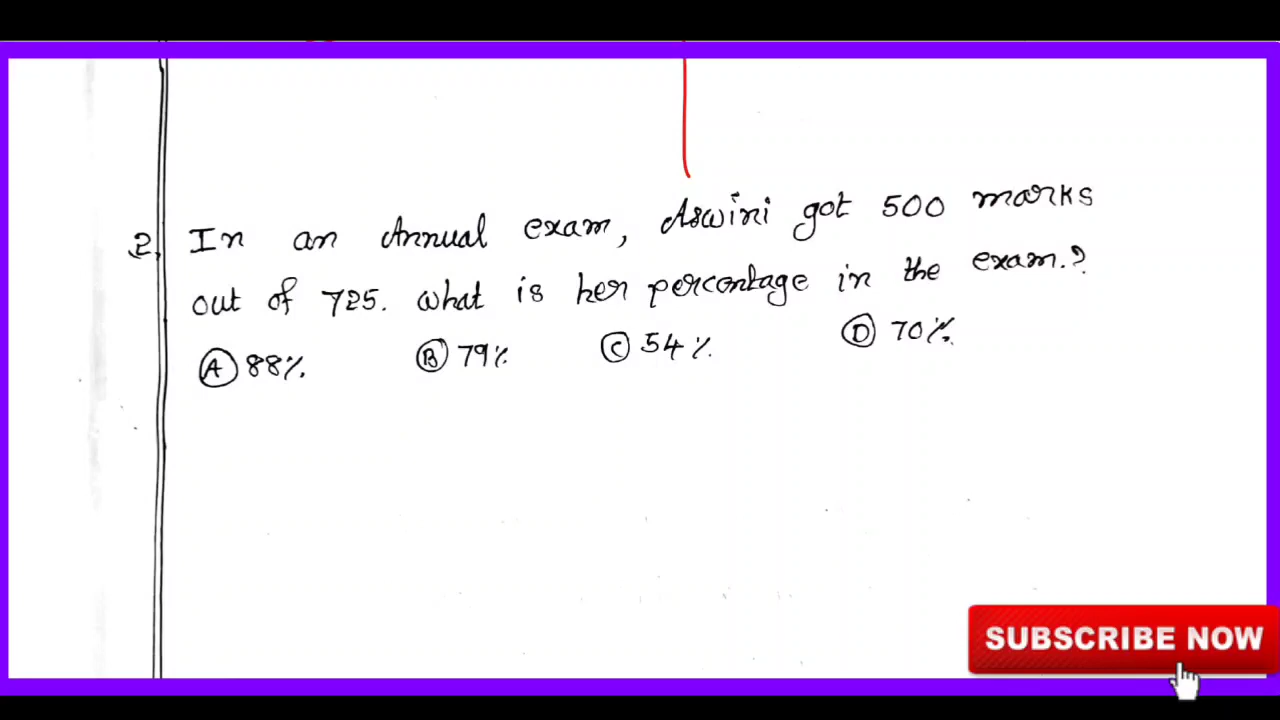 2, In an Annual exam, Aswini got 500 marks
out of 725. What is her percentage in the exam.?
(A) 88% (B) 79% (C) 54% (D) 70%
SUBSCRIBE NOW